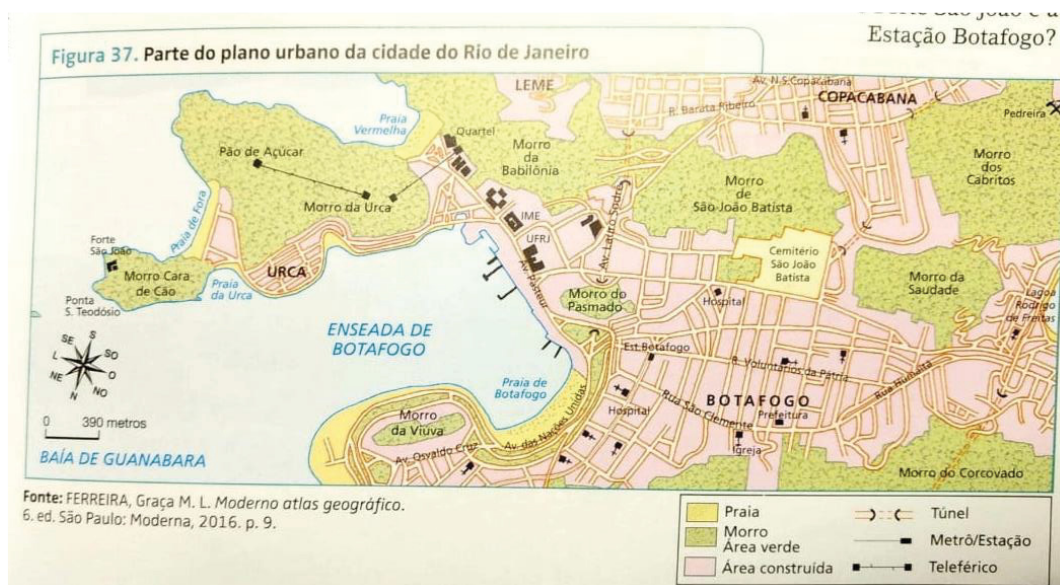 Estação Botafogo?
Figura 37. Parte do plano urbano da cidade do Rio de Janeiro
LEME
Av. N.S.Copacabana
R. Barata Ribeiro
COPACABANA
Praia
Vermelha
Quartel
Pedreira
Pão de Açúcar
Morro
da
Babilônia
Morro
dos
Cabritos
Morro da Urca
Morro
de
São João Batista
Praia de Fora
IME
Av. Lauro Sodré
UFRJ
Forte
São João
Cemitério
São João
Batista
URCA
Av. Pasteur
Morro Cara
de Cão
Praia
da Urca
Morro da
Saudade
Lagoa
Rodrigo
de Freitas
Ponta
S. Teodósio
Morro do
Pasmado
Hospital
ENSEADA DE
BOTAFOGO
Est. Botafogo
R. Voluntários da Pátria
Rua Humaitá
SE
S
SO
L
O
NE
N
NO
Praia de
Botafogo
Av. das Nações Unidas
Hospital
Rua São Clemente
BOTAFOGO
Prefeitura
Igreja
0 390 metros
Morro
da Viúva
Av. Osvaldo Cruz
BAÍA DE GUANABARA
Morro do Corcovado
Fonte: FERREIRA, Graça M. L. Moderno atlas geográfico.
6. ed. São Paulo: Moderna, 2016. p. 9.
Praia
Morro
Área verde
Área construída
Túnel
Metrô/Estação
Teleférico